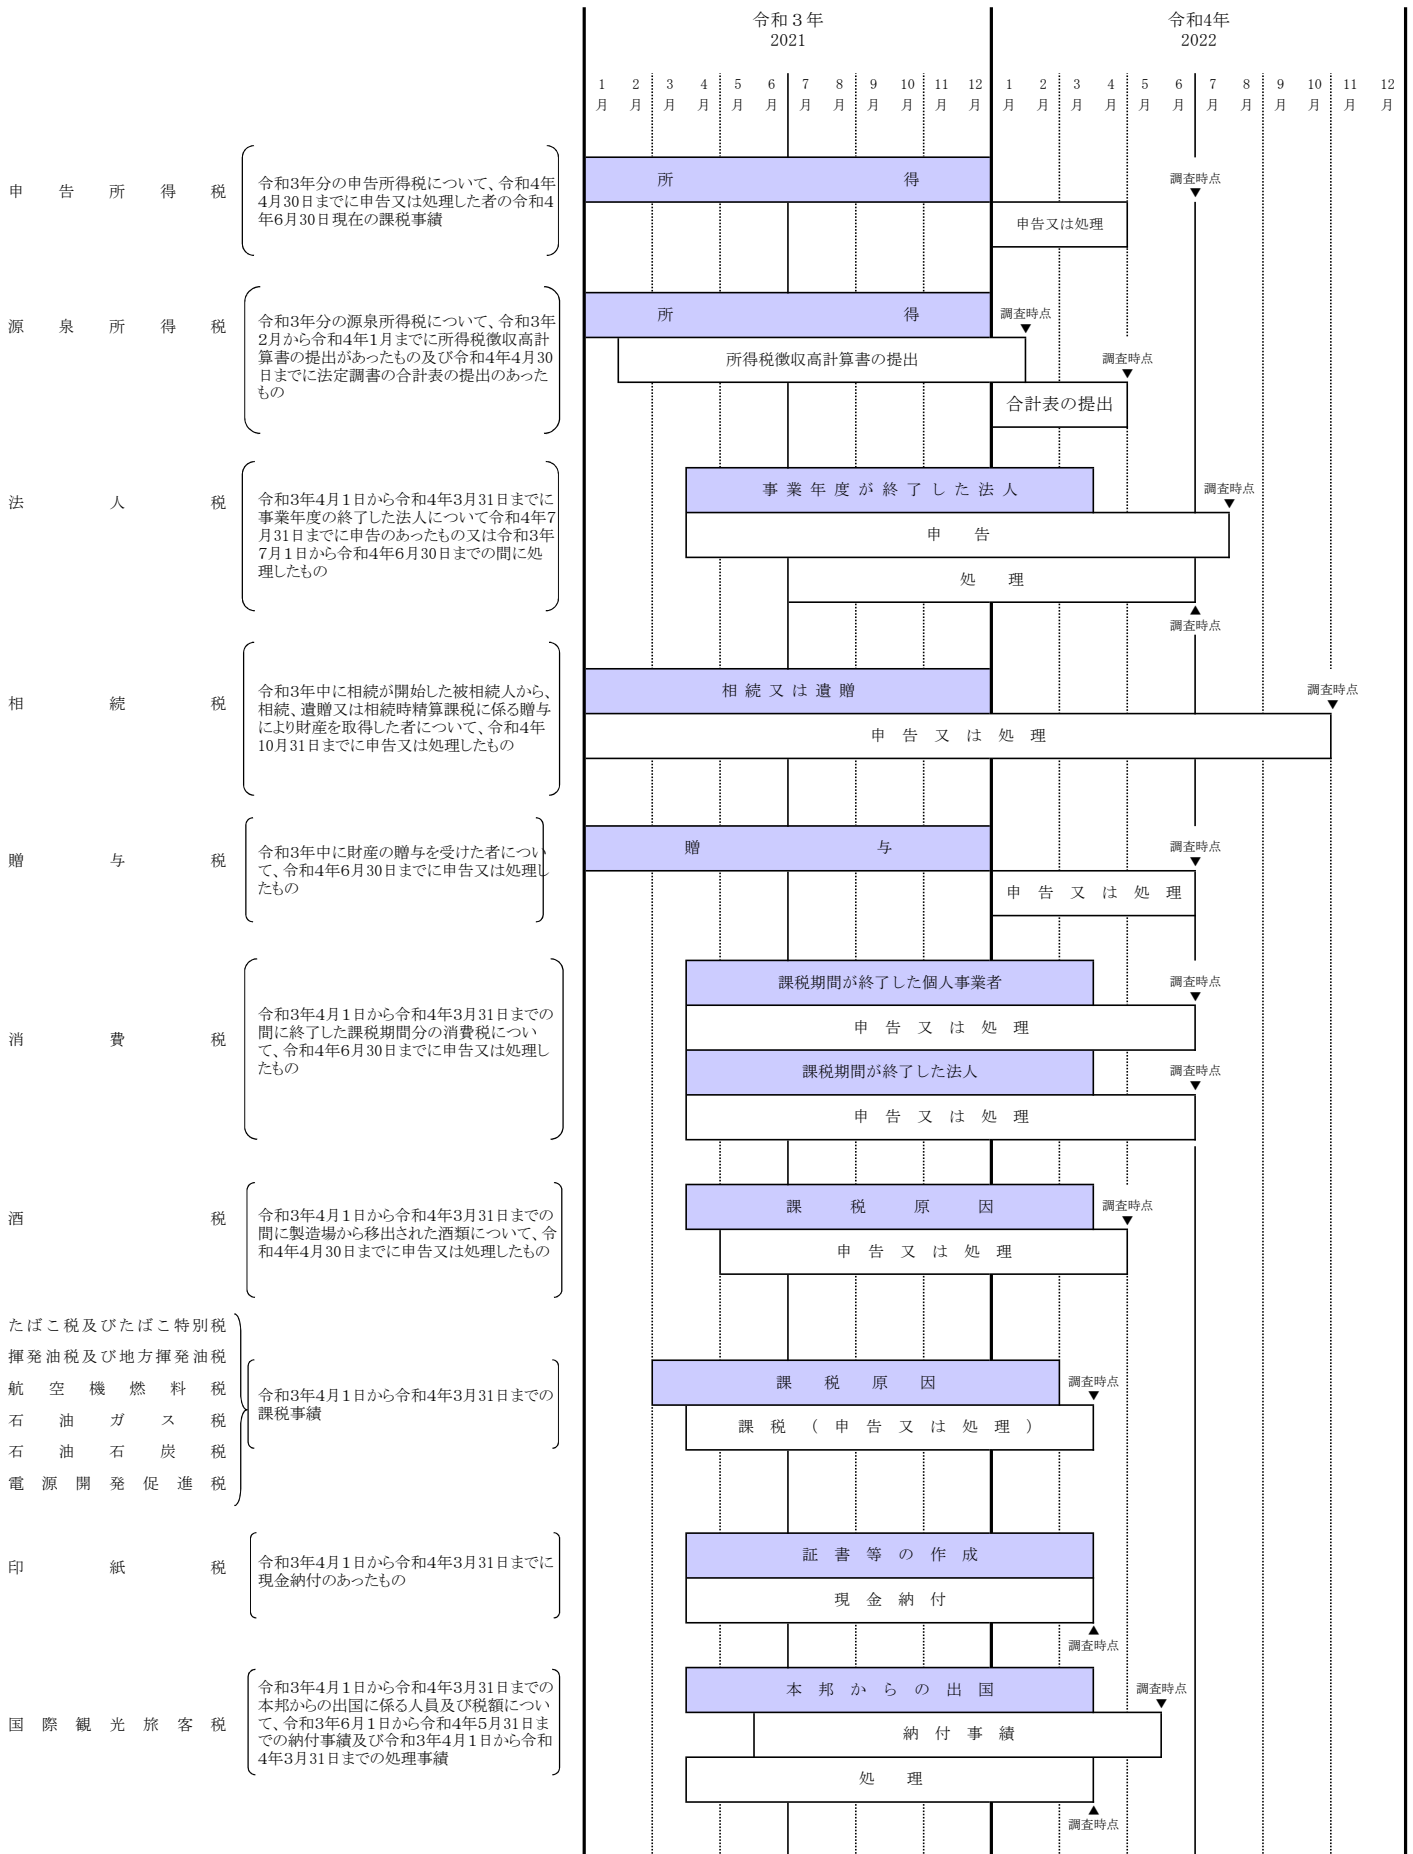 令和３年
2021
令和4年
2022
1 2 3 4 5 6 7 8 9 10 11 12 1 2 3 4 5 6 7 8 9 10 11 12
月 月 月 月 月 月 月 月 月 月 月 月 月 月 月 月 月 月 月 月 月 月 月 月
申告所得税
令和3年分の申告所得税について、令和4年
4月30日までに申告又は処理した者の令和4
年6月30日現在の課税事績
所得
調査時点
▼
申告又は処理
源泉所得税
令和3年分の源泉所得税について、令和3年
2月から令和4年1月までに所得税徴収高計
算書の提出があったもの及び令和4年4月30
日までに法定調書の合計表の提出のあった
もの
所得
調査時点
▼
所得税徴収高計算書の提出
調査時点
▼
合計表の提出
法人税
令和3年4月1日から令和4年3月31日までに
事業年度の終了した法人について令和4年7
月31日までに申告のあったもの又は令和3年
7月1日から令和4年6月30日までの間に処
理したもの
事業年度が終了した法人
調査時点
▼
申告
処理
▲
調査時点
相続税
令和3年中に相続が開始した被相続人から、
相続、遺贈又は相続時精算課税に係る贈与
により財産を取得した者について、令和4年
10月31日までに申告又は処理したもの
相続又は遺贈
調査時点
▼
申告又は処理
贈与税
令和3年中に財産の贈与を受けた者につい
て、令和4年6月30日までに申告又は処理し
たもの
贈与
調査時点
▼
申告又は処理
消費税
令和3年4月1日から令和4年3月31日までの
間に終了した課税期間分の消費税につい
て、令和4年6月30日までに申告又は処理し
たもの
課税期間が終了した個人事業者
調査時点
▼
申告又は処理
課税期間が終了した法人
調査時点
▼
申告又は処理
酒税
令和3年4月1日から令和4年3月31日までの
間に製造場から移出された酒類について、令
和4年4月30日までに申告又は処理したもの
課税原因
調査時点
▼
申告又は処理
たばこ税及びたばこ特別税
揮発油税及び地方揮発油税
航空機燃料税
石油ガス税
石油石炭税
電源開発促進税
令和3年4月1日から令和4年3月31日までの
課税事績
課税原因
調査時点
▼
課税（申告又は処理）
印紙税
令和3年4月1日から令和4年3月31日までに
現金納付のあったもの
証書等の作成
現金納付
▲
調査時点
国際観光旅客税
令和3年4月1日から令和4年3月31日までの
本邦からの出国に係る人員及び税額につい
て、令和3年6月1日から令和4年5月31日ま
での納付事績及び令和3年4月1日から令和
4年3月31日までの処理事績
本邦からの出国
調査時点
▼
納付事績
処理
▲
調査時点